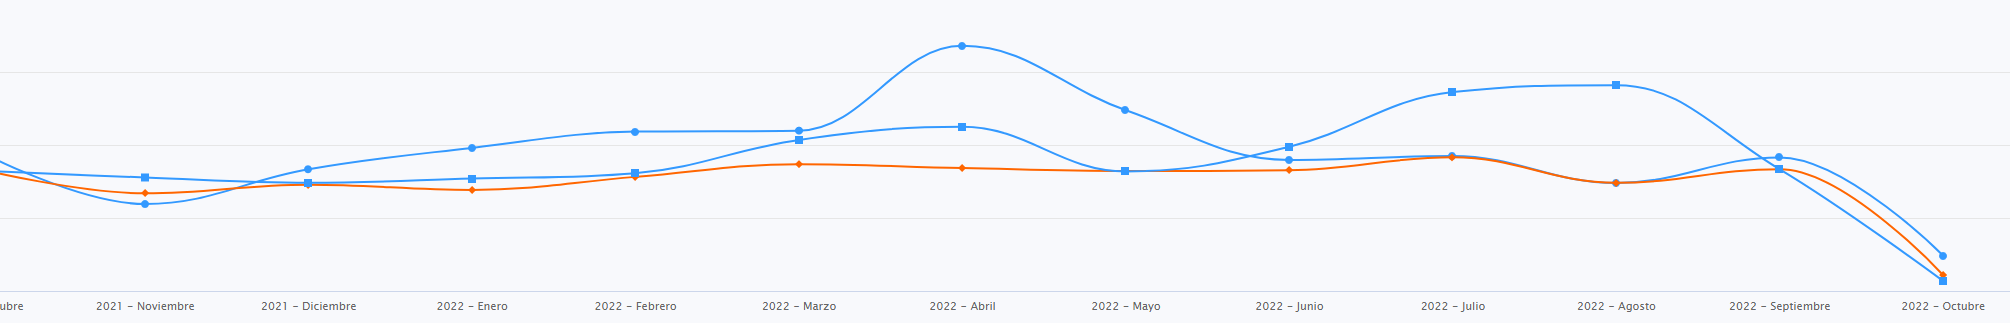 ubre 2021 - Noviembre 2021 - Diciembre 2022 - Enero 2022 - Febrero 2022 - Marzo 2022 - Abril 2022 - Mayo 2022 - Junio 2022 - Julio 2022 - Agosto 2022 - Septiembre 2022 - Octubre